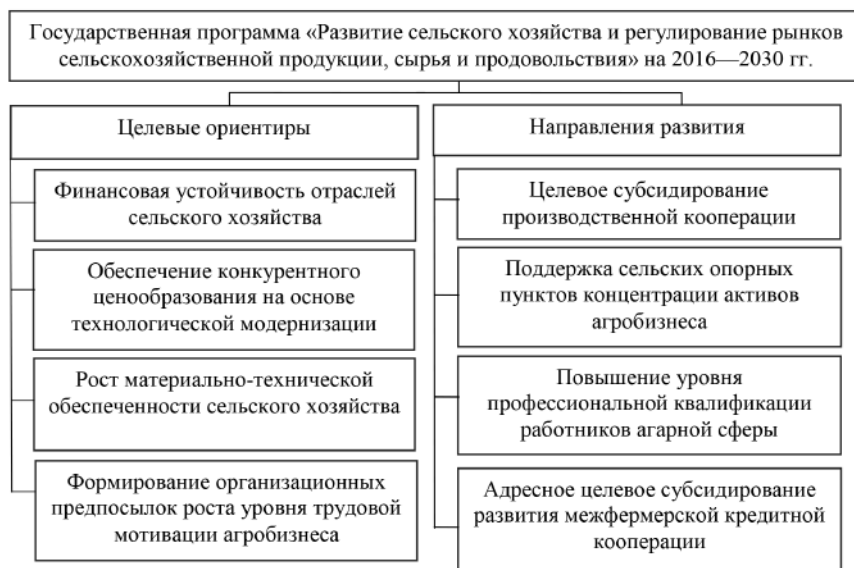 Государственная программа «Развитие сельского хозяйства и регулирование рынков
сельскохозяйственной продукции, сырья и продовольствия» на 2016—2030 гг.
Целевые ориентиры
Финансовая устойчивость отраслей
сельского хозяйства
Обеспечение конкурентного
ценообразования на основе
технологической модернизации
Рост материально-технической
обеспеченности сельского хозяйства
Формирование организационных
предпосылок роста уровня трудовой
мотивации агробизнеса
Направления развития
Целевое субсидирование
производственной кооперации
Поддержка сельских опорных
пунктов концентрации активов
агробизнеса
Повышение уровня
профессиональной квалификации
работников агарной сферы
Адресное целевое субсидирование
развития межфермерской кредитной
кооперации